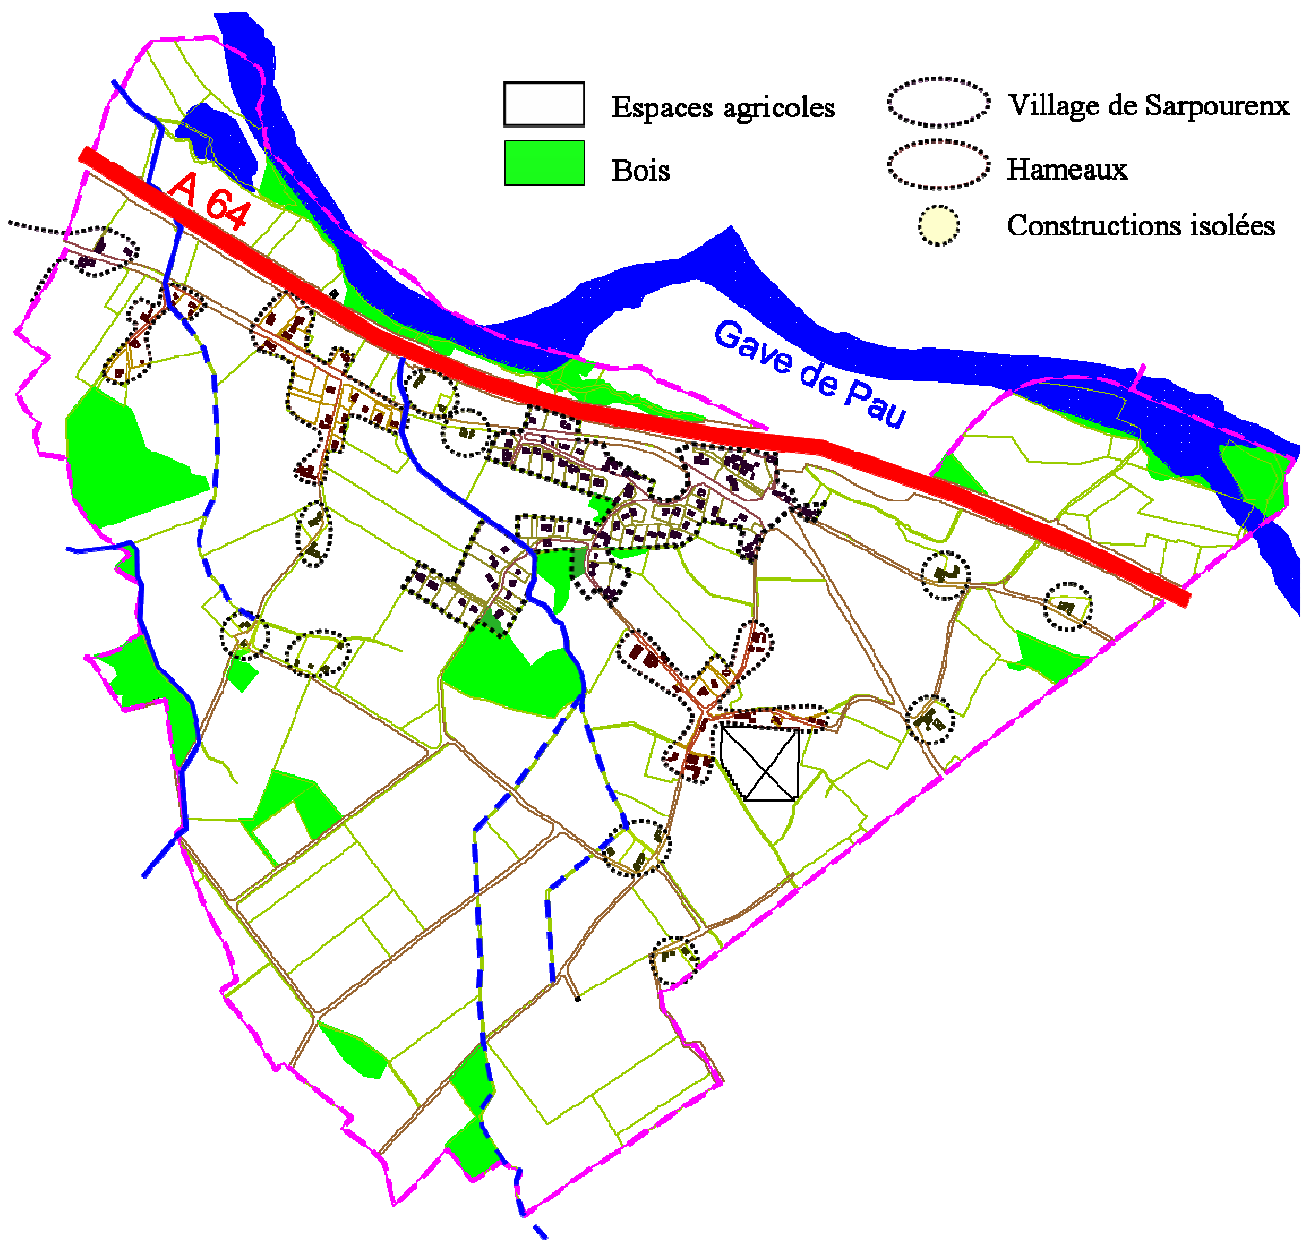 Espaces agricoles
Bois
Village de Sarpourenx
Hameaux
Constructions isolées
A 64
Gave de Pau